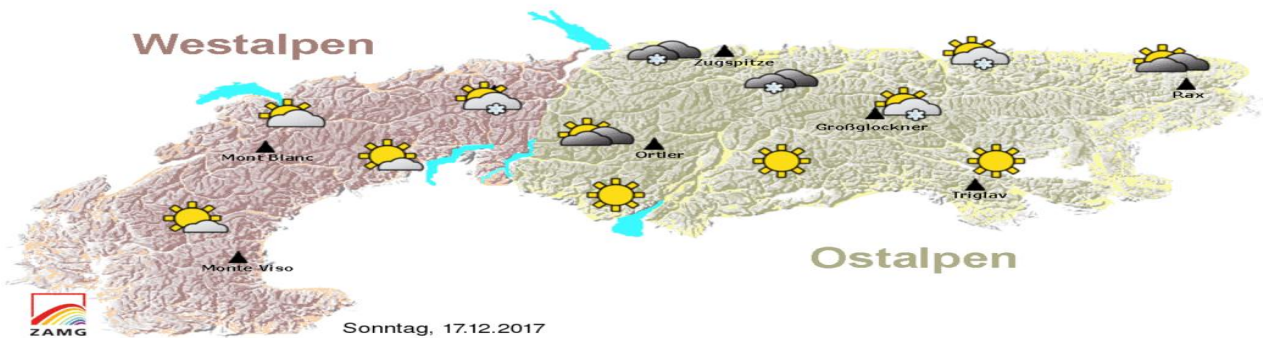 Westalpen
Zugspitze
Rax
Großglockner
Mont Blanc
Ortler
Triglav
Ostalpen
Monte Viso
ZAMG
Sonntag, 17.12.2017